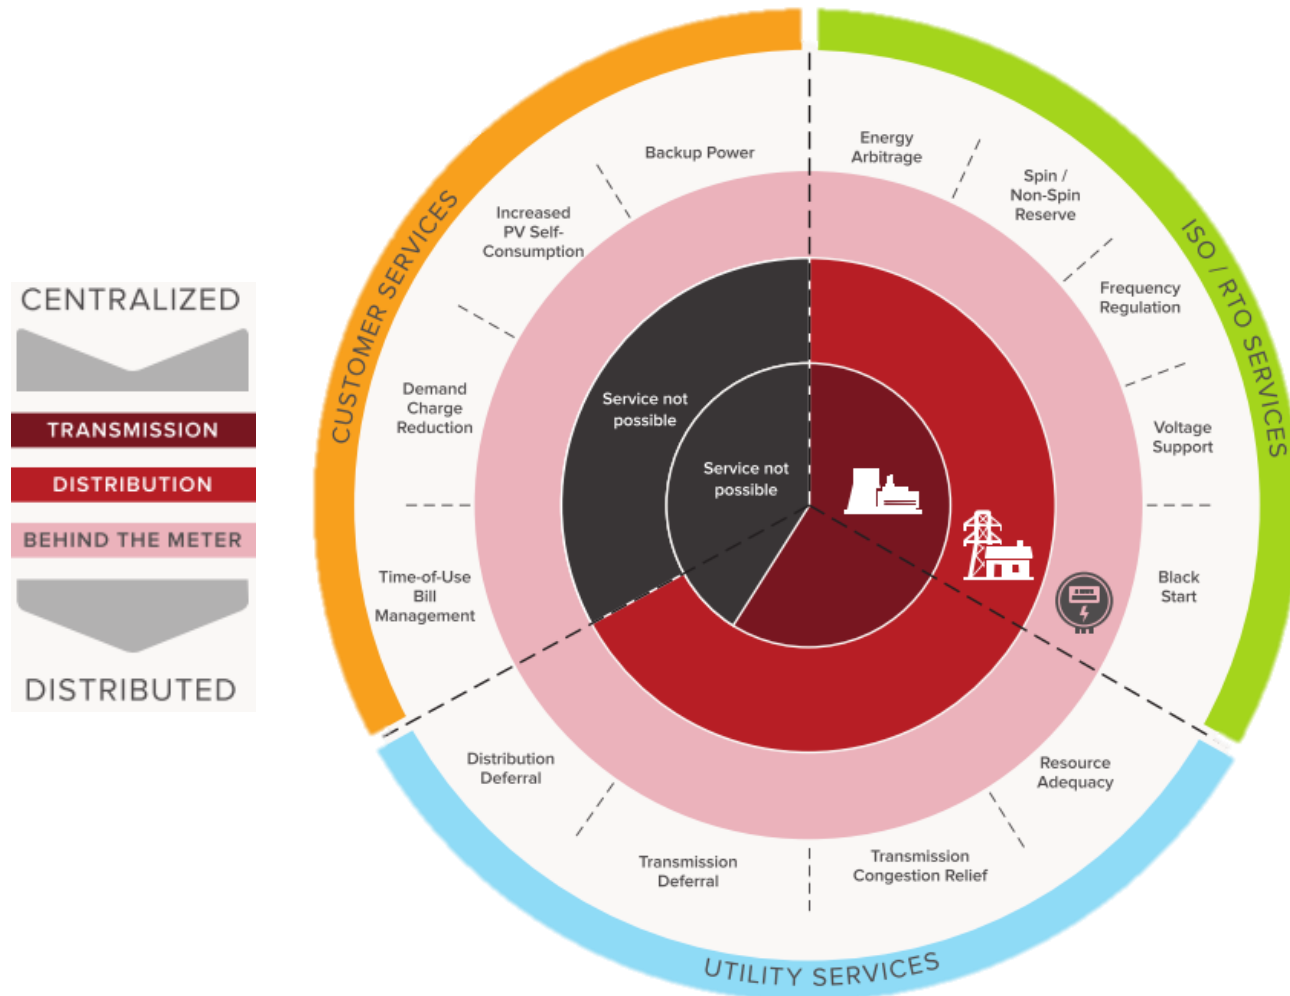 CENTRALIZED
TRANSMISSION
DISTRIBUTION
BEHIND THE METER
DISTRIBUTED
CUSTOMER SERVICES
ISO / RTO SERVICES
UTILITY SERVICES
Backup Power
Increased
PV Self-
Consumption
Demand
Charge
Reduction
Time-of-Use
Bill
Management
Energy
Arbitrage
Spin /
Non-Spin
Reserve
Frequency
Regulation
Voltage
Support
Black
Start
Resource
Adequacy
Transmission
Congestion Relief
Transmission
Deferral
Distribution
Deferral
Service not
possible
Service not
possible